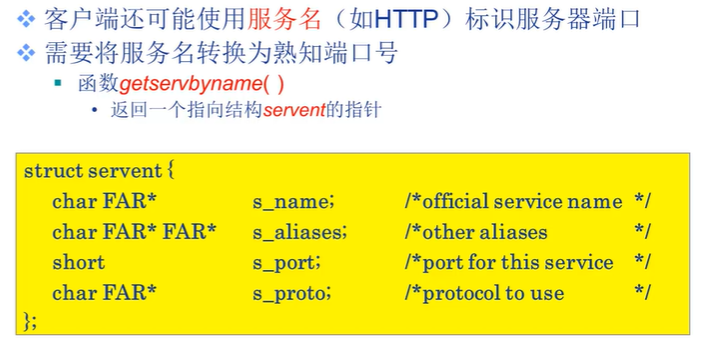 ❖ 客户端还可能使用服务名（如HTTP）标识服务器端口
❖ 需要将服务名转换为熟知端口号
▪ 函数getservbyname( )
• 返回一个指向结构servent的指针
struct servent {
char FAR* s_name; /*official service name */
char FAR* FAR* s_aliases; /*other aliases */
short s_port; /*port for this service */
char FAR* s_proto; /*protocol to use */
};